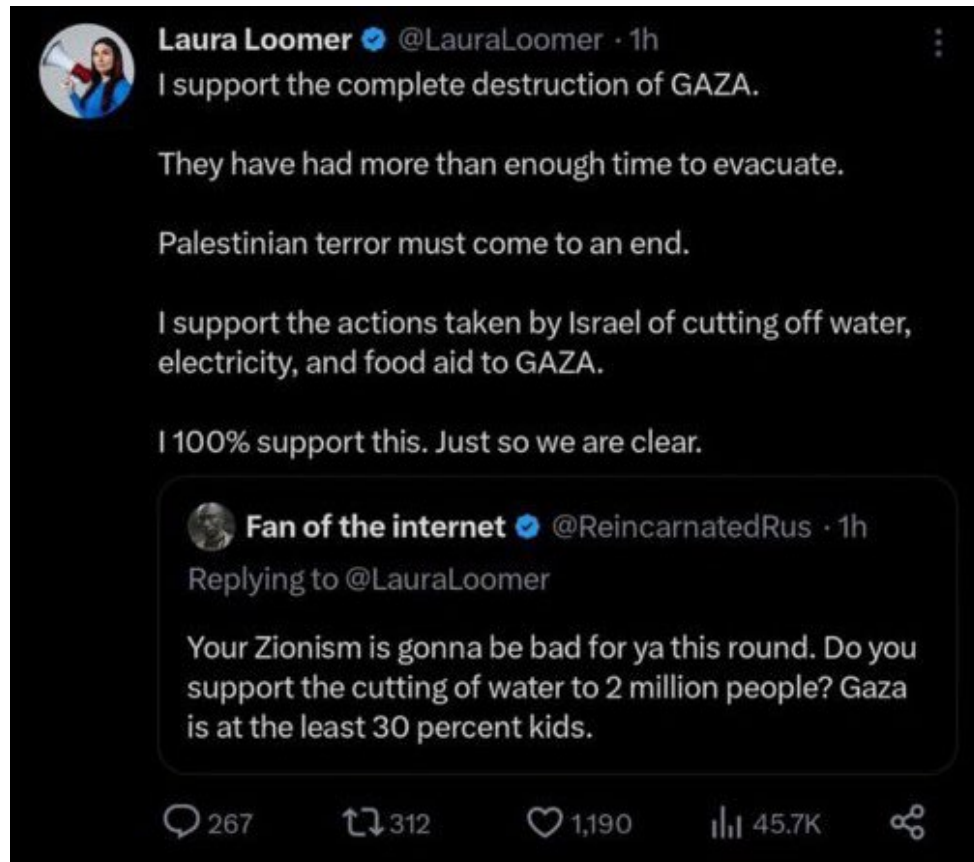 Laura Loomer @LauraLoomer · 1h
I support the complete destruction of GAZA.
They have had more than enough time to evacuate.
Palestinian terror must come to an end.
I support the actions taken by Israel of cutting off water,
electricity, and food aid to GAZA.
I 100% support this. Just so we are clear.
Fan of the internet @ReincarnatedRus · 1h
Replying to @LauraLoomer
Your Zionism is gonna be bad for ya this round. Do you
support the cutting of water to 2 million people? Gaza
is at the least 30 percent kids.
267 312 1,190 45.7K